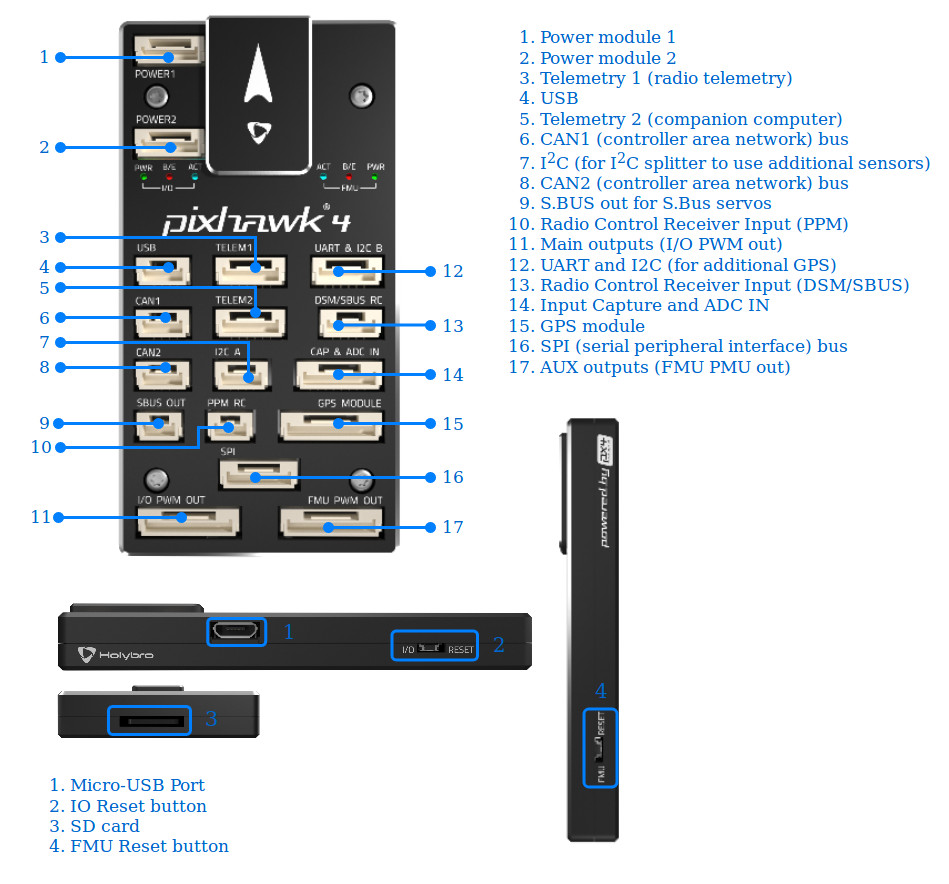 1
POWER1
POWER2
2
PWR B/E ACT
I/O
ACT B/E PWR
FMU
pixhawk® 4
3
USB
TELEM1
UART & I2C B
4
12
5
CAN1
TELEM2
DSM/SBUS RC
6
13
7
CAN2
I2C A
CAP & ADC IN
8
14
SBUS OUT
PPM RC
GPS MODULE
9
15
10
SPI
16
I/O PWM OUT
FMU PWM OUT
11
17
1. Power module 1
2. Power module 2
3. Telemetry 1 (radio telemetry)
4. USB
5. Telemetry 2 (companion computer)
6. CAN1 (controller area network) bus
7. I²C (for I²C splitter to use additional sensors)
8. CAN2 (controller area network) bus
9. S.BUS out for S.Bus servos
10. Radio Control Receiver Input (PPM)
11. Main outputs (I/O PWM out)
12. UART and I2C (for additional GPS)
13. Radio Control Receiver Input (DSM/SBUS)
14. Input Capture and ADC IN
15. GPS module
16. SPI (serial peripheral interface) bus
17. AUX outputs (FMU PMU out)
powered by px4
4
FMU RESET
1
2
I/O RESET
Holybro
3
1. Micro-USB Port
2. IO Reset button
3. SD card
4. FMU Reset button